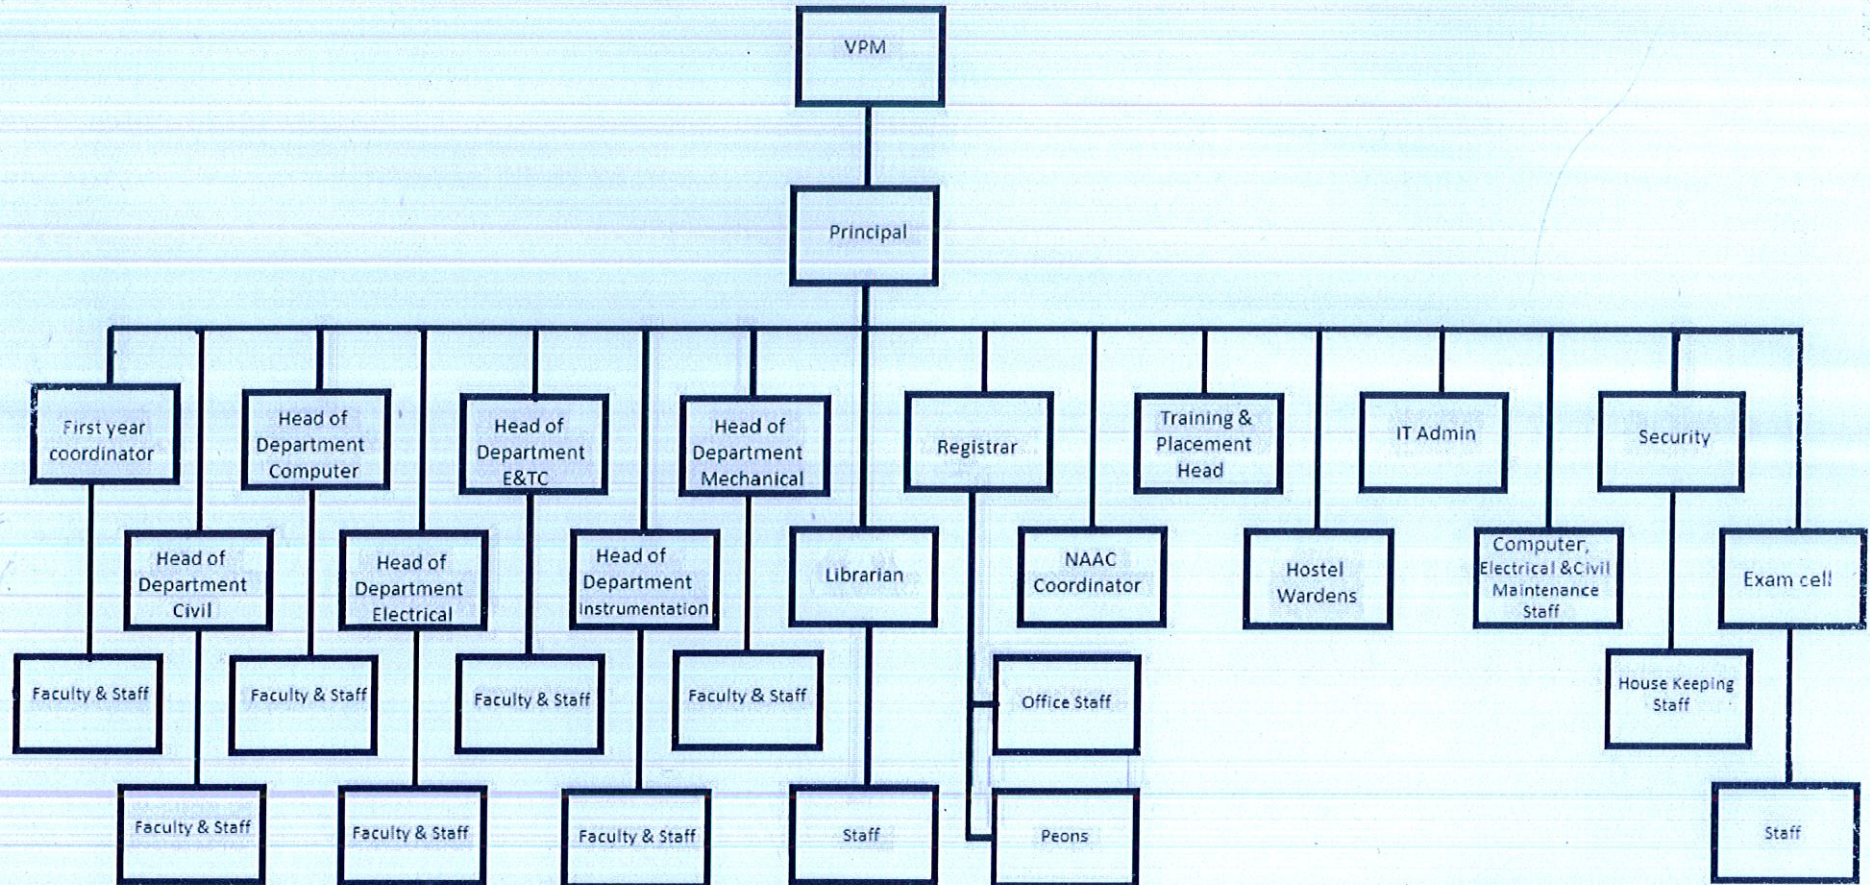 VPM
Principal
First year
coordinator
Head of
Department
Computer
Head of
Department
E&TC
Head of
Department
Mechanical
Registrar
Training &
Placement
Head
IT Admin
Security
Head of
Department
Civil
Head of
Department
Electrical
Head of
Department
Instrumentation
Librarian
NAAC
Coordinator
Hostel
Wardens
Computer,
Electrical &Civil
Maintenance
Staff
Exam cell
Faculty & Staff
Faculty & Staff
Faculty & Staff
Faculty & Staff
Office Staff
House Keeping
Staff
Faculty & Staff
Faculty & Staff
Faculty & Staff
Staff
Peons
Staff